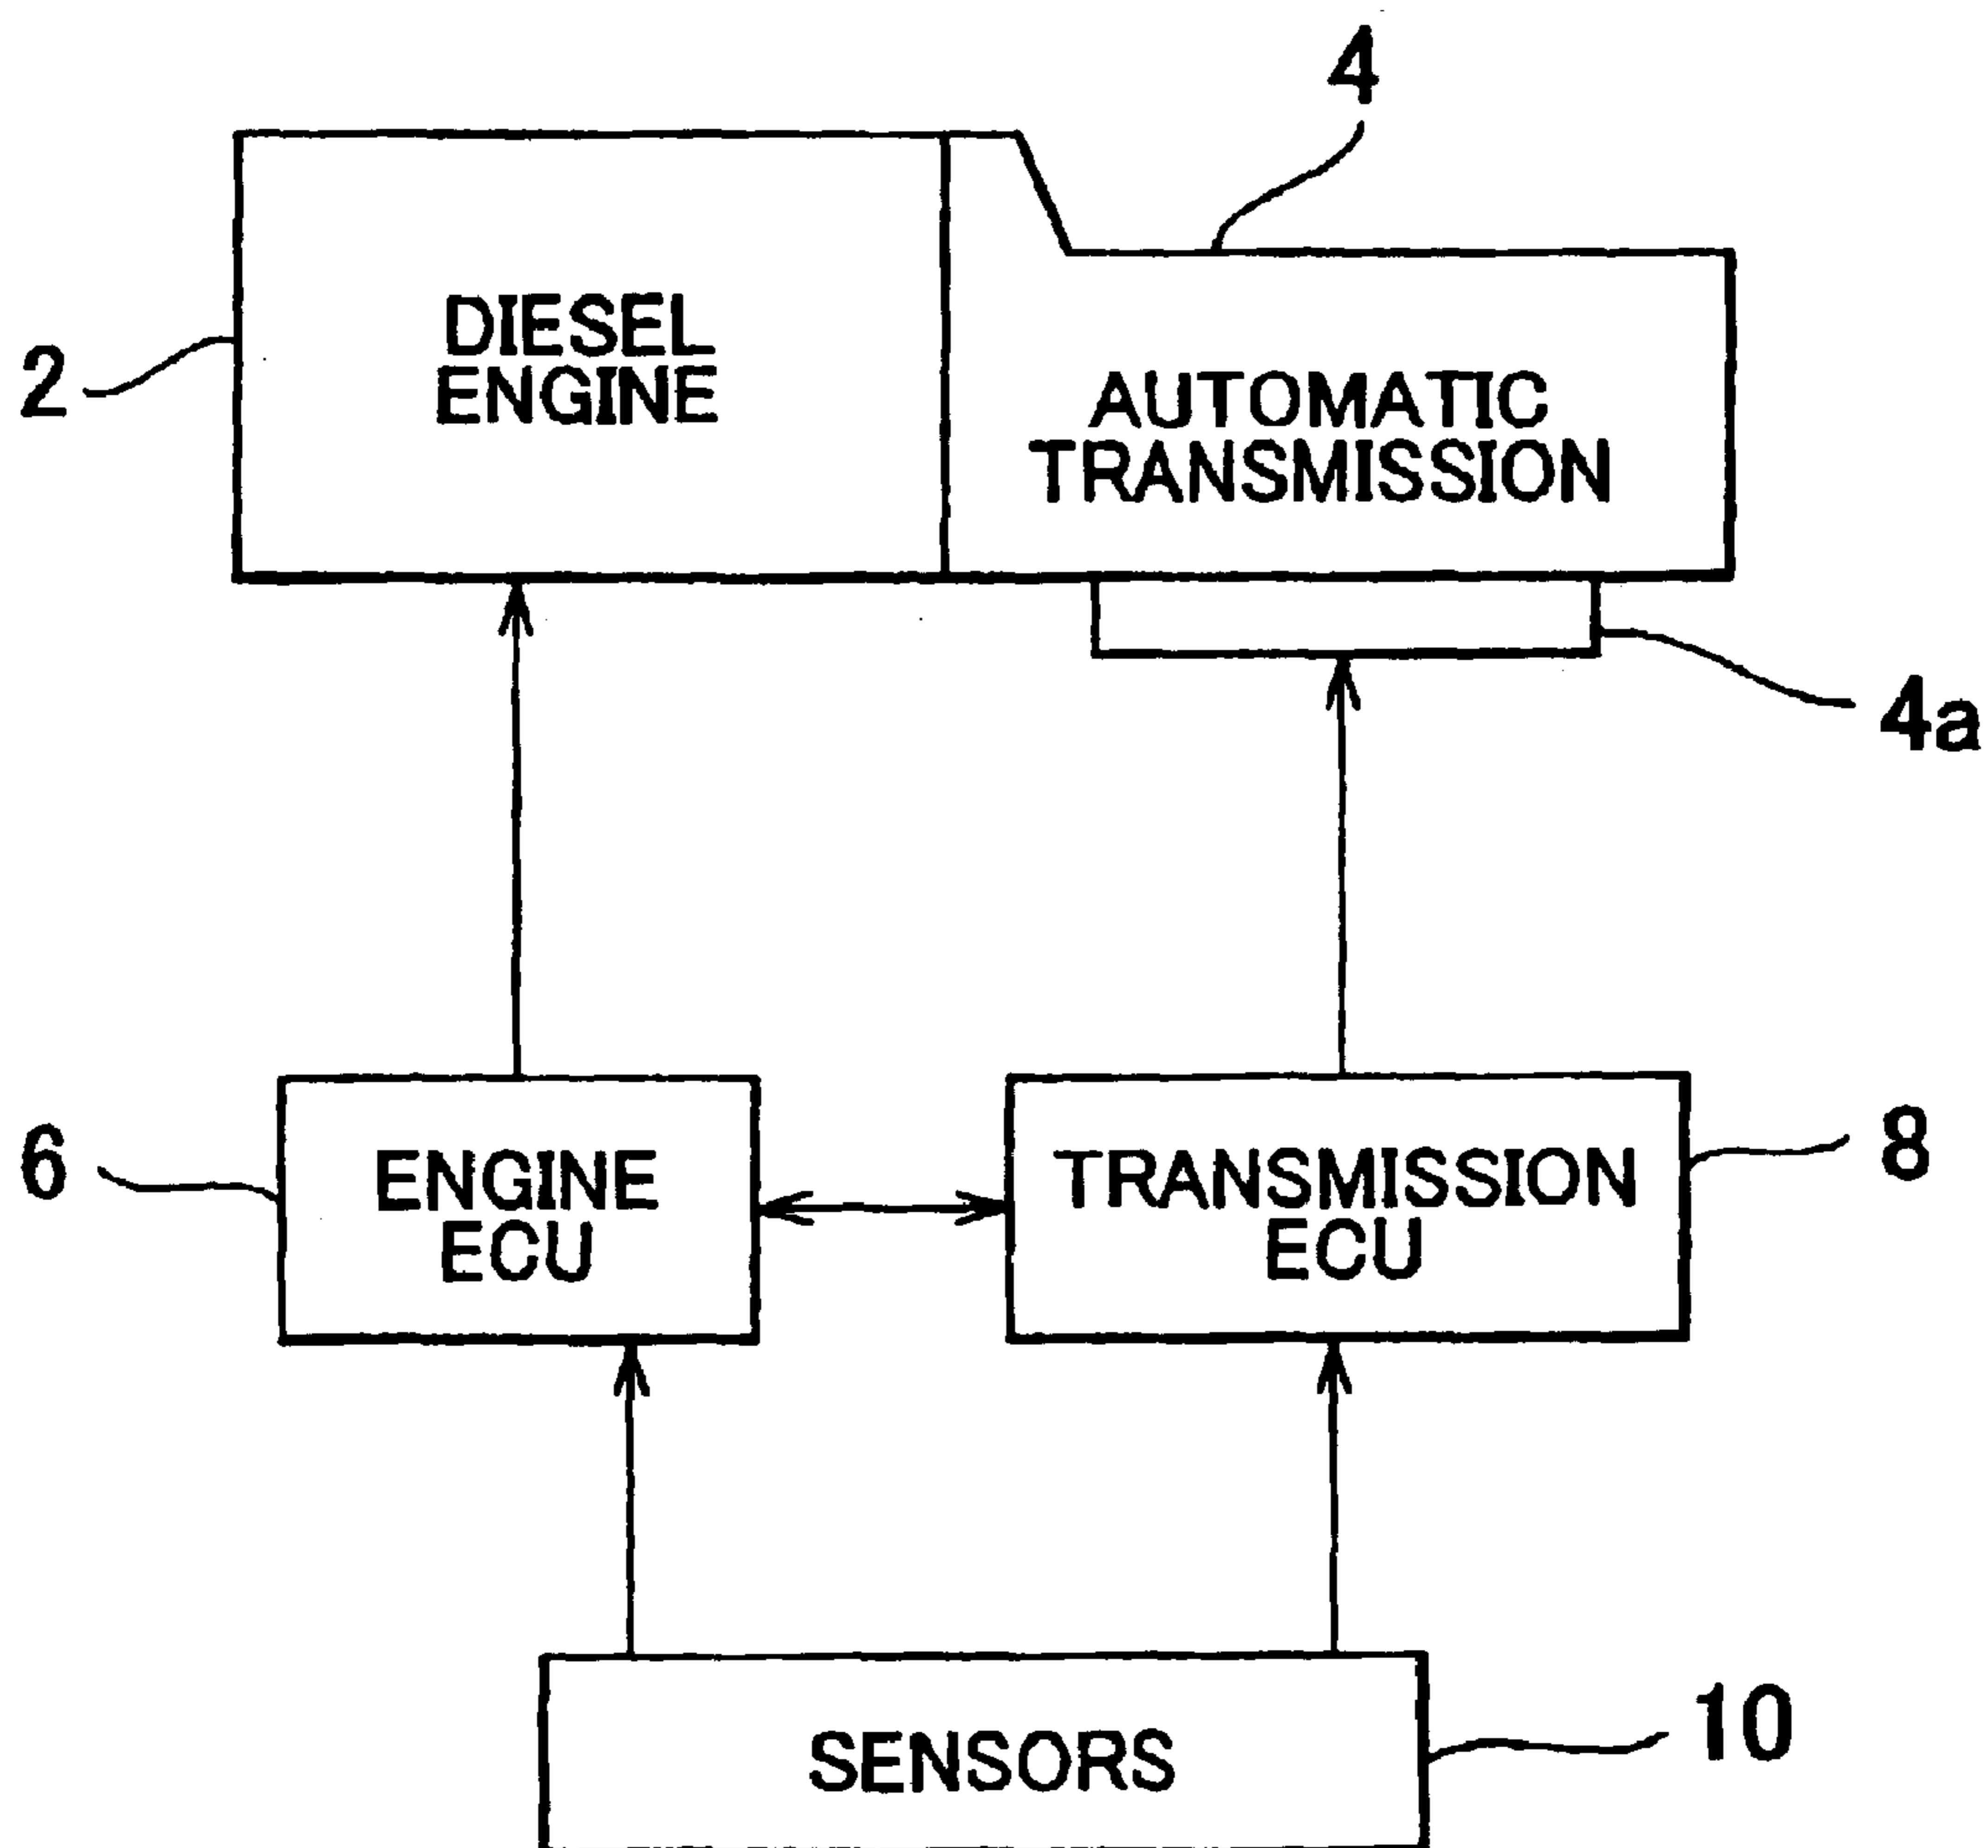 4
DIESEL
ENGINE
2
AUTOMATIC
TRANSMISSION
4a
6
ENGINE
ECU
TRANSMISSION
ECU
8
SENSORS
10